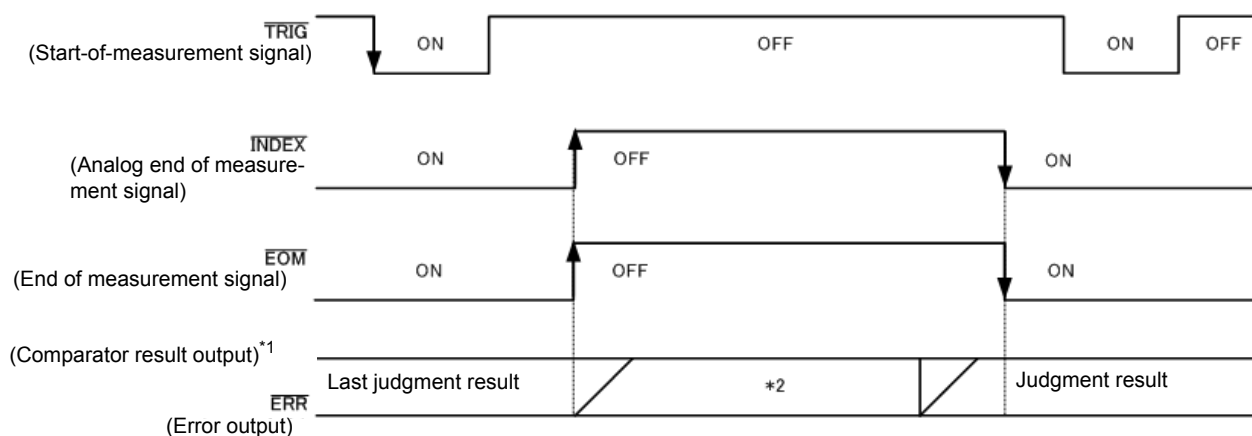 TRIG
(Start-of-measurement signal)
ON
OFF
ON
OFF
INDEX
(Analog end of measure-
ment signal)
ON
OFF
ON
EOM
(End of measurement signal)
ON
OFF
ON
(Comparator result output)*1
Last judgment result
*2
Judgment result
ERR
(Error output)